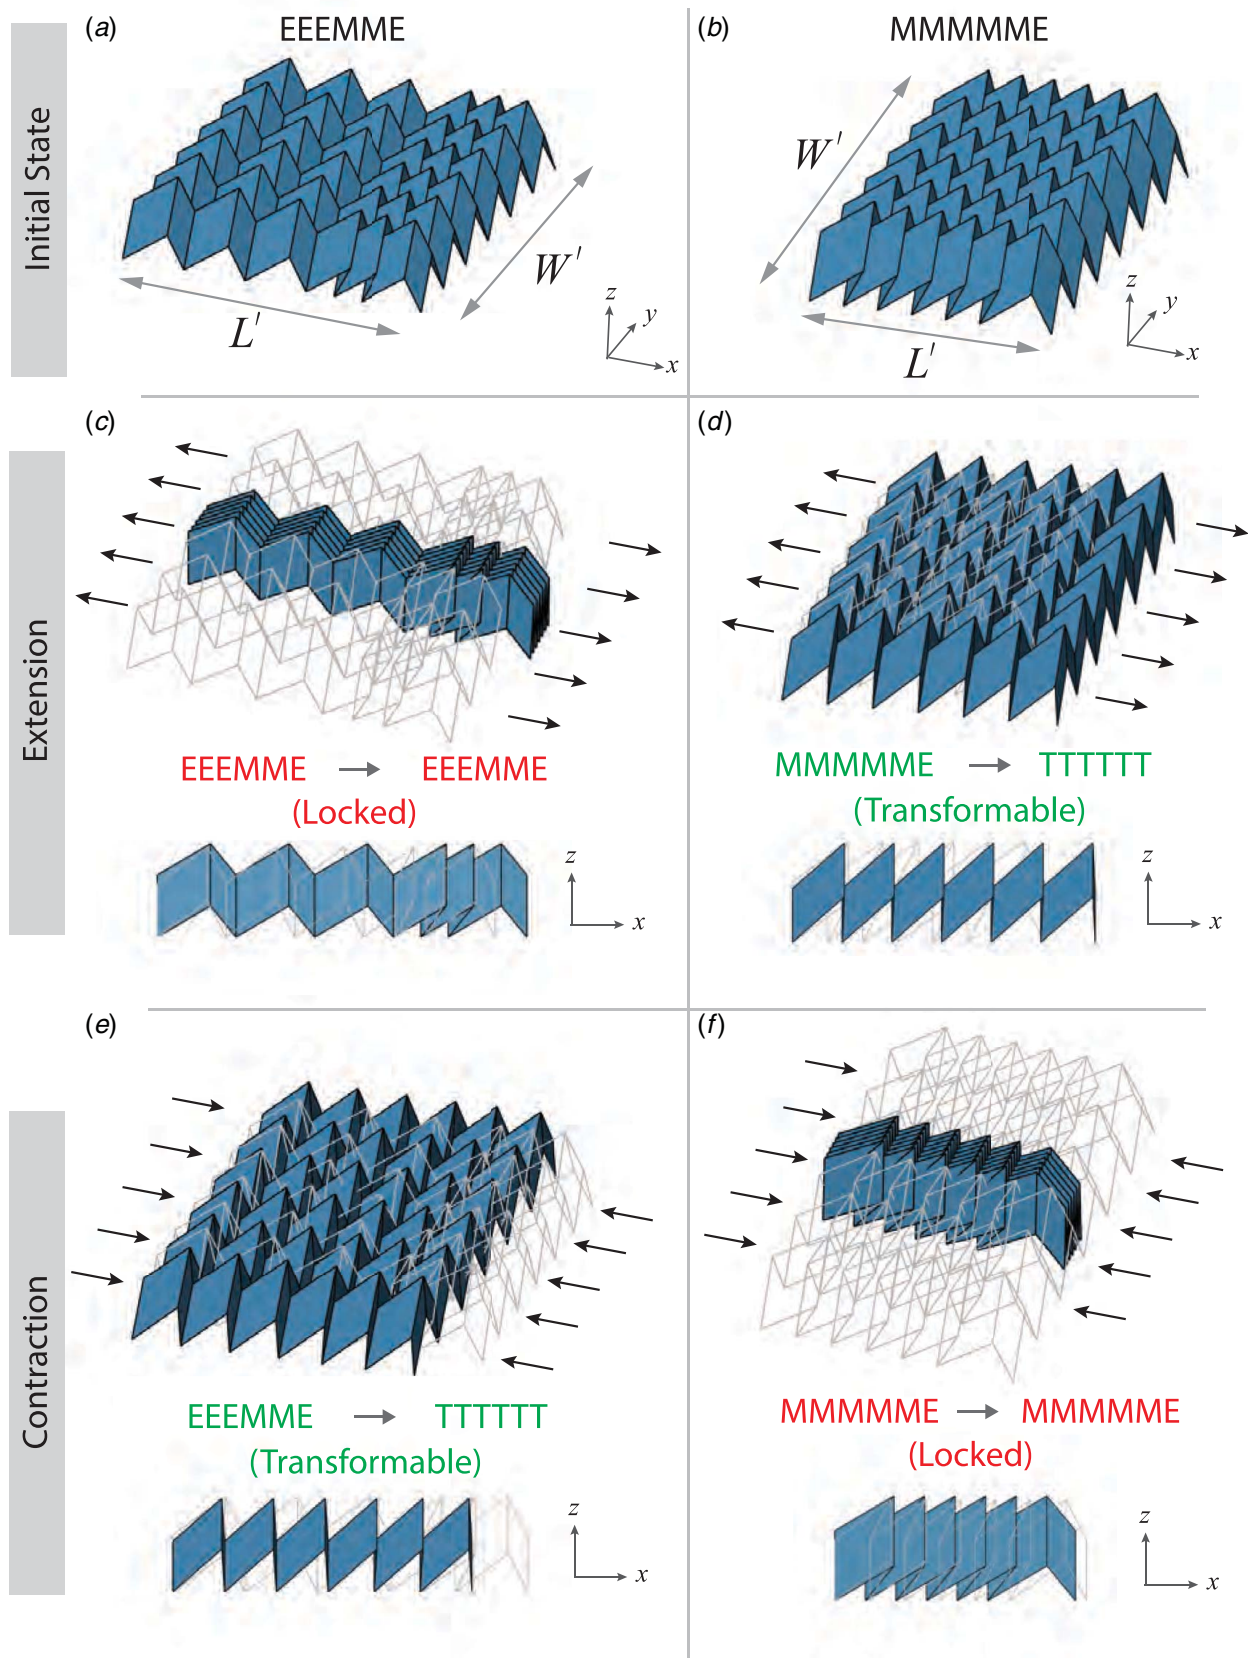 Initial State
(a)
EEEMME
L'
W'
z
y
x
(b)
MMMMME
W'
L'
z
y
x
Extension
(c)
EEEMME → EEEMME
(Locked)
z
x
(d)
MMMMME → TTTTTT
(Transformable)
z
x
Contraction
(e)
EEEMME → TTTTTT
(Transformable)
z
x
(f)
MMMMME → MMMMME
(Locked)
z
x